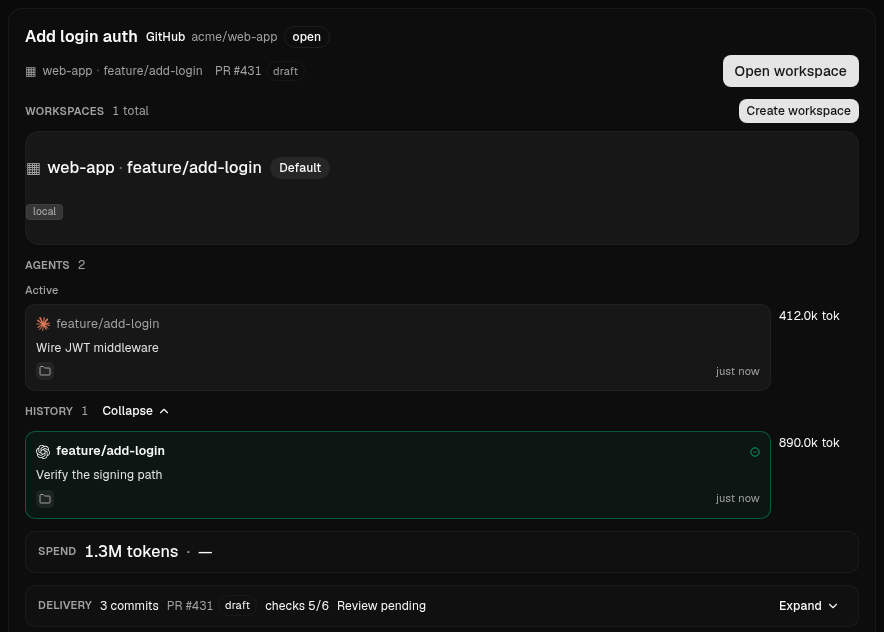 Add login auth GitHub acme/web-app open
web-app · feature/add-login PR #431 draft
Open workspace
WORKSPACES 1 total
Create workspace
web-app · feature/add-login Default
local
AGENTS 2
Active
feature/add-login
412.0k tok
Wire JWT middleware
just now
HISTORY 1 Collapse
feature/add-login
890.0k tok
Verify the signing path
just now
SPEND 1.3M tokens · —
DELIVERY 3 commits PR #431 draft checks 5/6 Review pending Expand